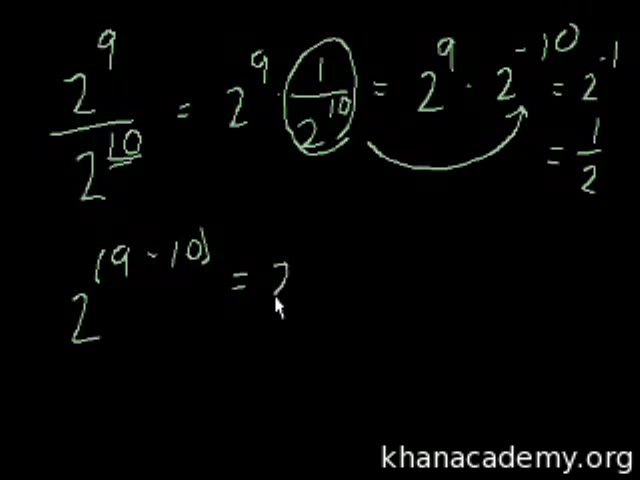 2^9 / 2^10 = 2^9 · 1 / 2^10 = 2^9 · 2^-10 = 2^-1
= 1 / 2
2^(9 - 10) = 2
khanacademy.org